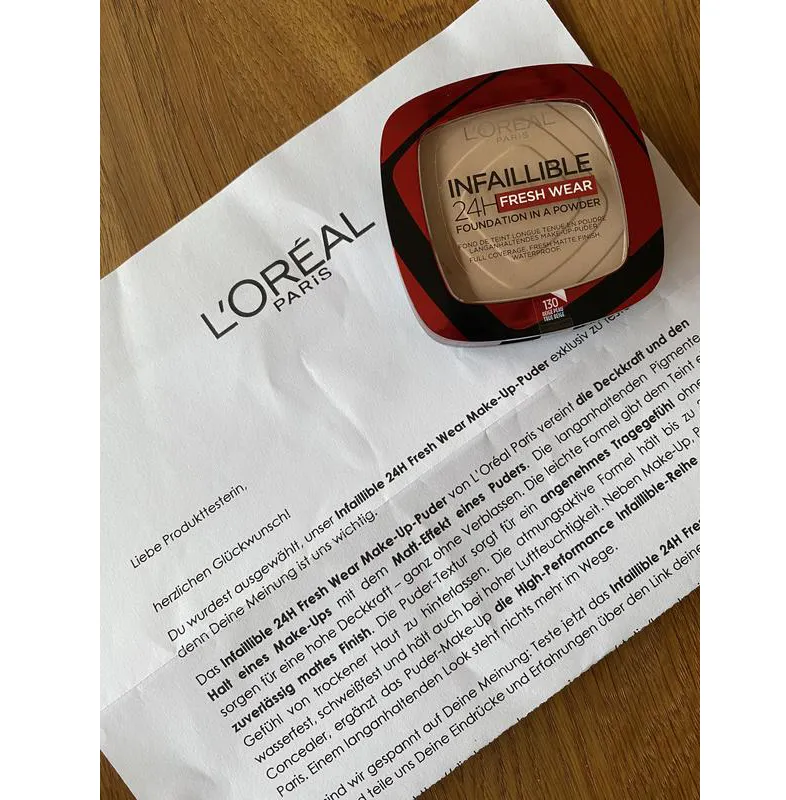 L'ORÉAL
PARIS
INFAILLIBLE
24H FRESH WEAR
FOUNDATION IN A POWDER
FOND DE TEINT LONGUE TENUE EN POUDRE
LANGANHALTENDES MAKE-UP-PUDER
FULL COVERAGE. FRESH MATTE FINISH
WATERPROOF.
130
TRUE BEIGE
L'ORÉAL
PARIS
Liebe Produkttesterin,
herzlichen Glückwunsch!
Du wurdest ausgewählt, unser Infaillible 24H Fresh Wear Make-Up-Puder exklusiv zu
denn Deine Meinung ist uns wichtig.
Das Infaillible 24H Fresh Wear Make-Up-Puder von L'Oréal Paris vereint die Deckkraft und den
Halt eines Make-Ups mit dem Matt-Effekt eines Puders. Die langanhaltenden Pigmente
sorgen für eine hohe Deckkraft – ganz ohne Verblassen. Die leichte Formel gibt dem Teint
zuverlässig mattes Finish. Die Puder-Textur sorgt für ein angenehmes Tragegefühl ohne
Gefühl von trockener Haut zu hinterlassen. Die atmungsaktive Formel hält bis zu
wasserfest, schweißfest und hält auch bei hoher Luftfeuchtigkeit. Neben Make-Up,
Concealer, ergänzt das Puder-Make-Up die High-Performance Infaillible-Reihe
Paris. Einem langanhaltenden Look steht nichts mehr im Wege.
sind wir gespannt auf Deine Meinung: Teste jetzt das Infaillible 24H Fres
und teile uns Deine Eindrücke und Erfahrungen über den Link deine